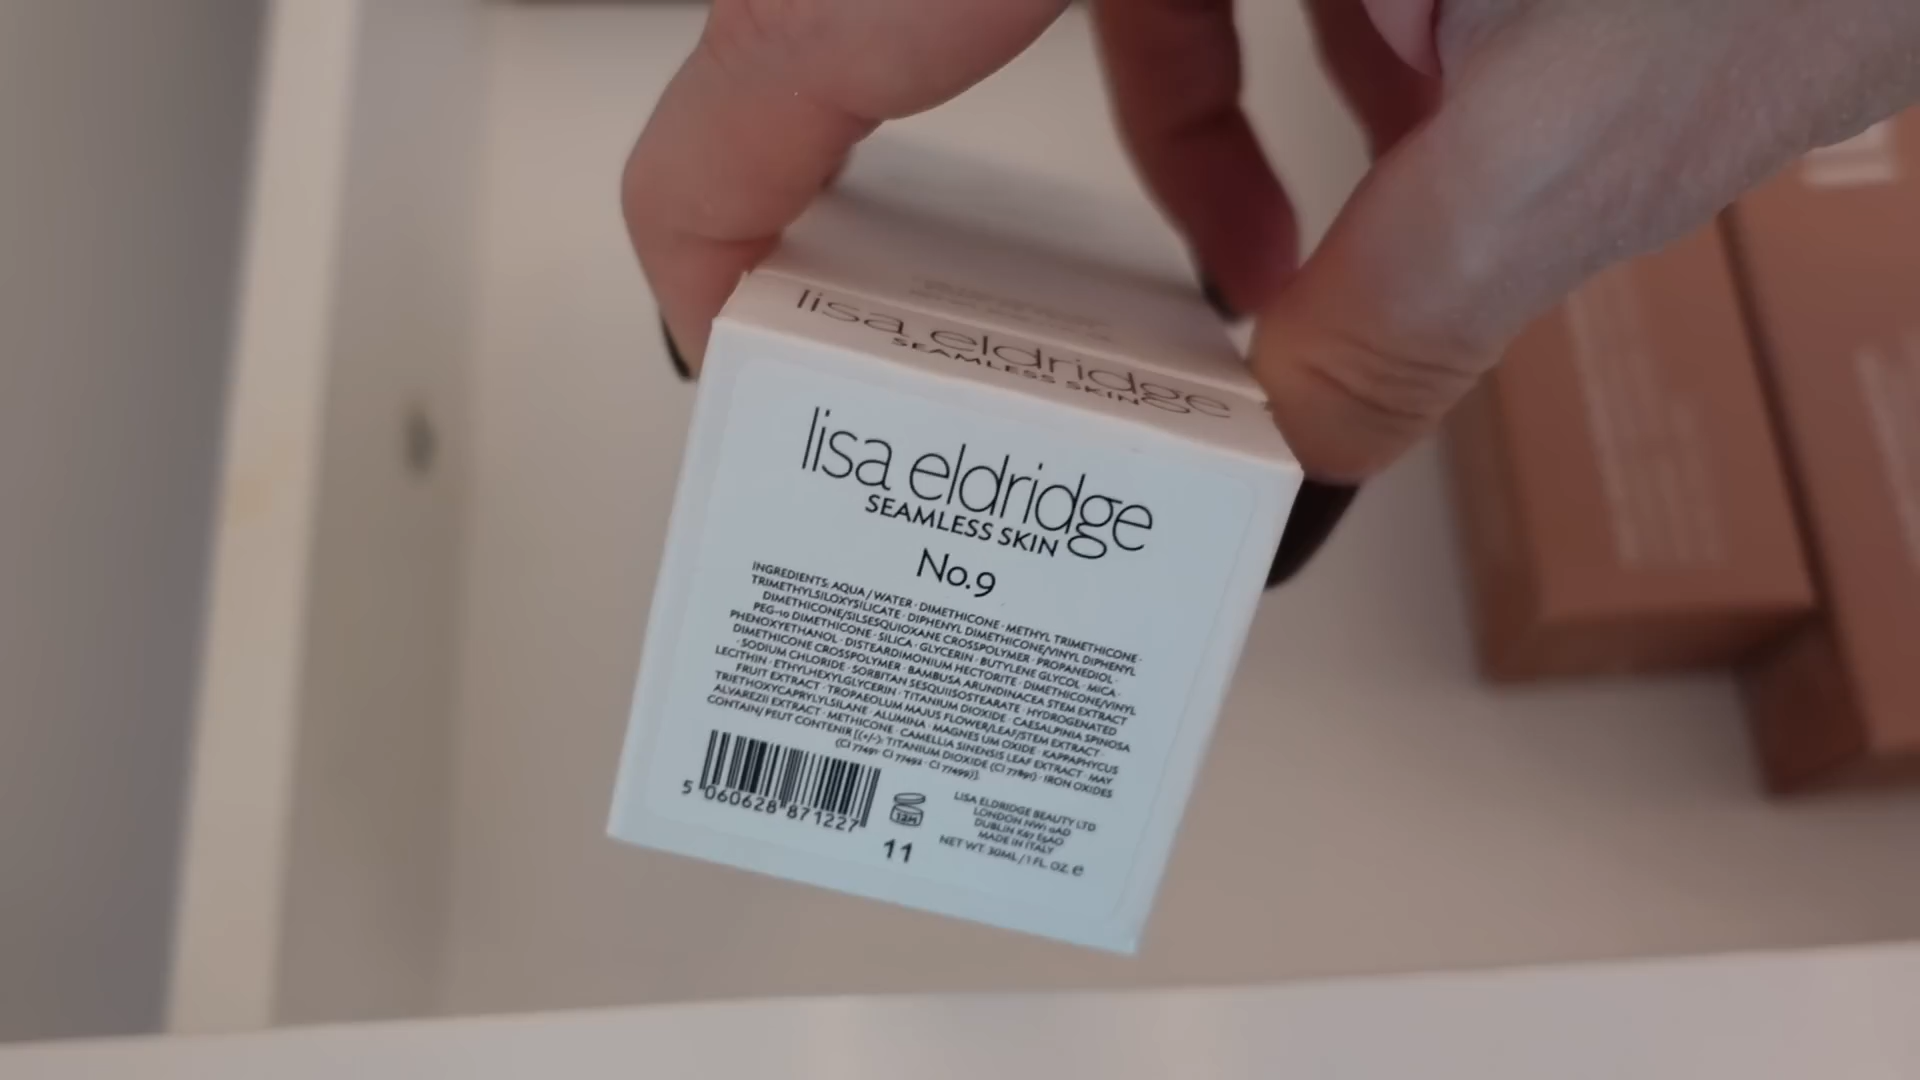 lisa eldridge
SEAMLESS SKIN
lisa eldridge
SEAMLESS SKIN
No.9
INGREDIENTS: AQUA / WATER · DIMETHICONE · METHYL TRIMETHICONE ·
TRIMETHYLSILOXYSILICATE · DIPHENYL DIMETHICONE/VINYL DIPHENYL
DIMETHICONE/SILSESQUIOXANE CROSSPOLYMER · PROPANEDIOL ·
PEG-10 DIMETHICONE · SILICA · GLYCERIN · BUTYLENE GLYCOL · MICA ·
PHENOXYETHANOL · DISTEARDIMONIUM HECTORITE · DIMETHICONE/VINYL
DIMETHICONE CROSSPOLYMER · BAMBUSA ARUNDINACEA STEM EXTRACT
· SODIUM CHLORIDE · SORBITAN SESQUIISOSTEARATE · HYDROGENATED
LECITHIN · ETHYLHEXYLGLYCERIN · TITANIUM DIOXIDE · CAESALPINIA SPINOSA
FRUIT EXTRACT · TROPAEOLUM MAJUS FLOWER/LEAF/STEM EXTRACT ·
TRIETHOXYCAPRYLYLSILANE · ALUMINA · MAGNES UM OXIDE · KAPPAPHYCUS
ALVAREZII EXTRACT · METHICONE · CAMELLIA SINENSIS LEAF EXTRACT · MAY
CONTAIN/ PEUT CONTENIR [(+/-): TITANIUM DIOXIDE (CI 77891) · IRON OXIDES
(CI 77491 · CI 77492 · CI 77499)].
5 060628 871227
12M
11
LISA ELDRIDGE BEAUTY LTD
LONDON NW1 0AD
DUBLIN
MADE IN ITALY
NET WT. 30ML / 1 FL. OZ. e